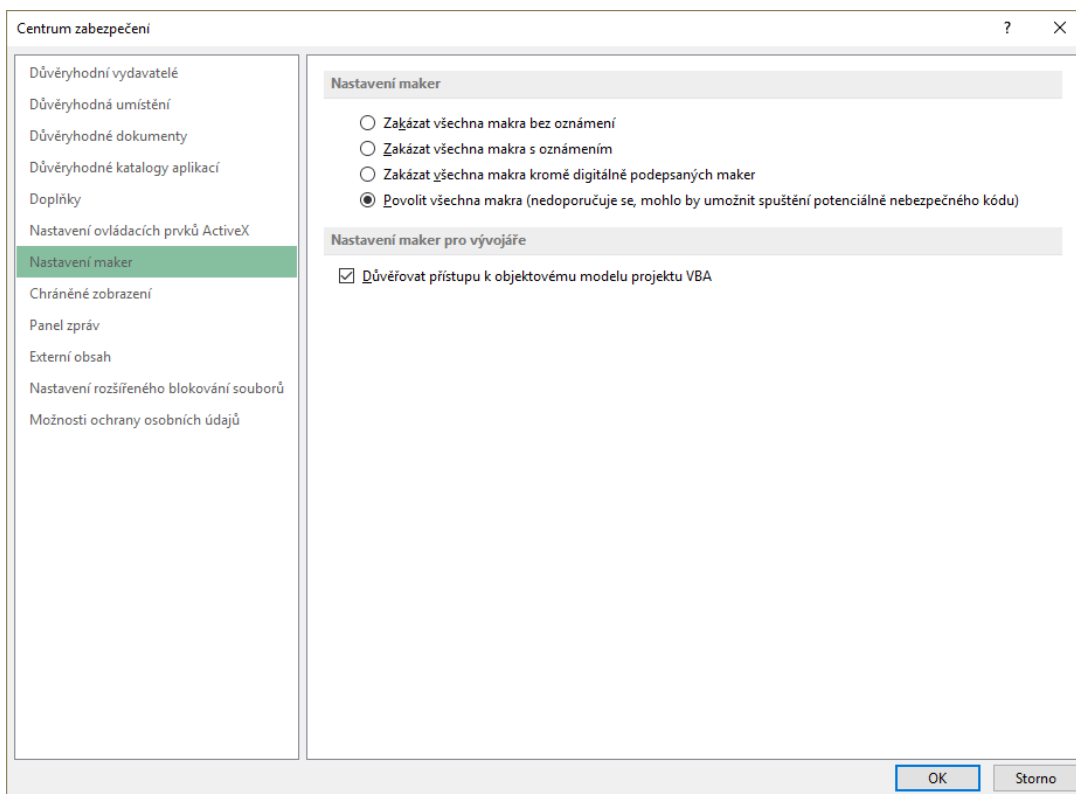 Centrum zabezpečení
?
Důvěryhodní vydavatelé
Důvěryhodná umístění
Důvěryhodné dokumenty
Důvěryhodné katalogy aplikací
Doplňky
Nastavení ovládacích prvků ActiveX
Nastavení maker
Chráněné zobrazení
Panel zpráv
Externí obsah
Nastavení rozšířeného blokování souborů
Možnosti ochrany osobních údajů
Nastavení maker
Zakázat všechna makra bez oznámení
Zakázat všechna makra s oznámením
Zakázat všechna makra kromě digitálně podepsaných maker
Povolit všechna makra (nedoporučuje se, mohlo by umožnit spuštění potenciálně nebezpečného kódu)
Nastavení maker pro vývojáře
Důvěřovat přístupu k objektovému modelu projektu VBA
OK
Storno